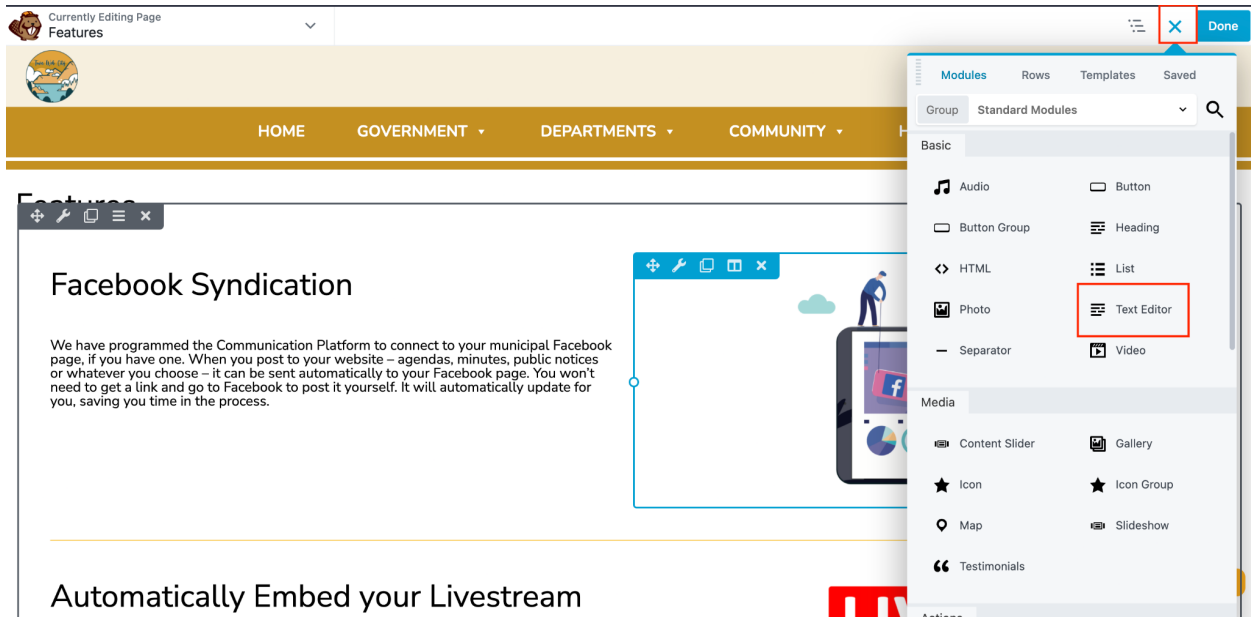 Currently Editing Page
Features
Done
HOME
GOVERNMENT
DEPARTMENTS
COMMUNITY
Features
Facebook Syndication
We have programmed the Communication Platform to connect to your municipal Facebook
page, if you have one. When you post to your website – agendas, minutes, public notices
or whatever you choose – it can be sent automatically to your Facebook page. You won't
need to get a link and go to Facebook to post it yourself. It will automatically update for
you, saving you time in the process.
Automatically Embed your Livestream
Modules Rows Templates Saved
Group Standard Modules
Basic
Audio Button
Button Group Heading
HTML List
Photo Text Editor
Separator Video
Media
Content Slider Gallery
Icon Icon Group
Map Slideshow
Testimonials
Actions